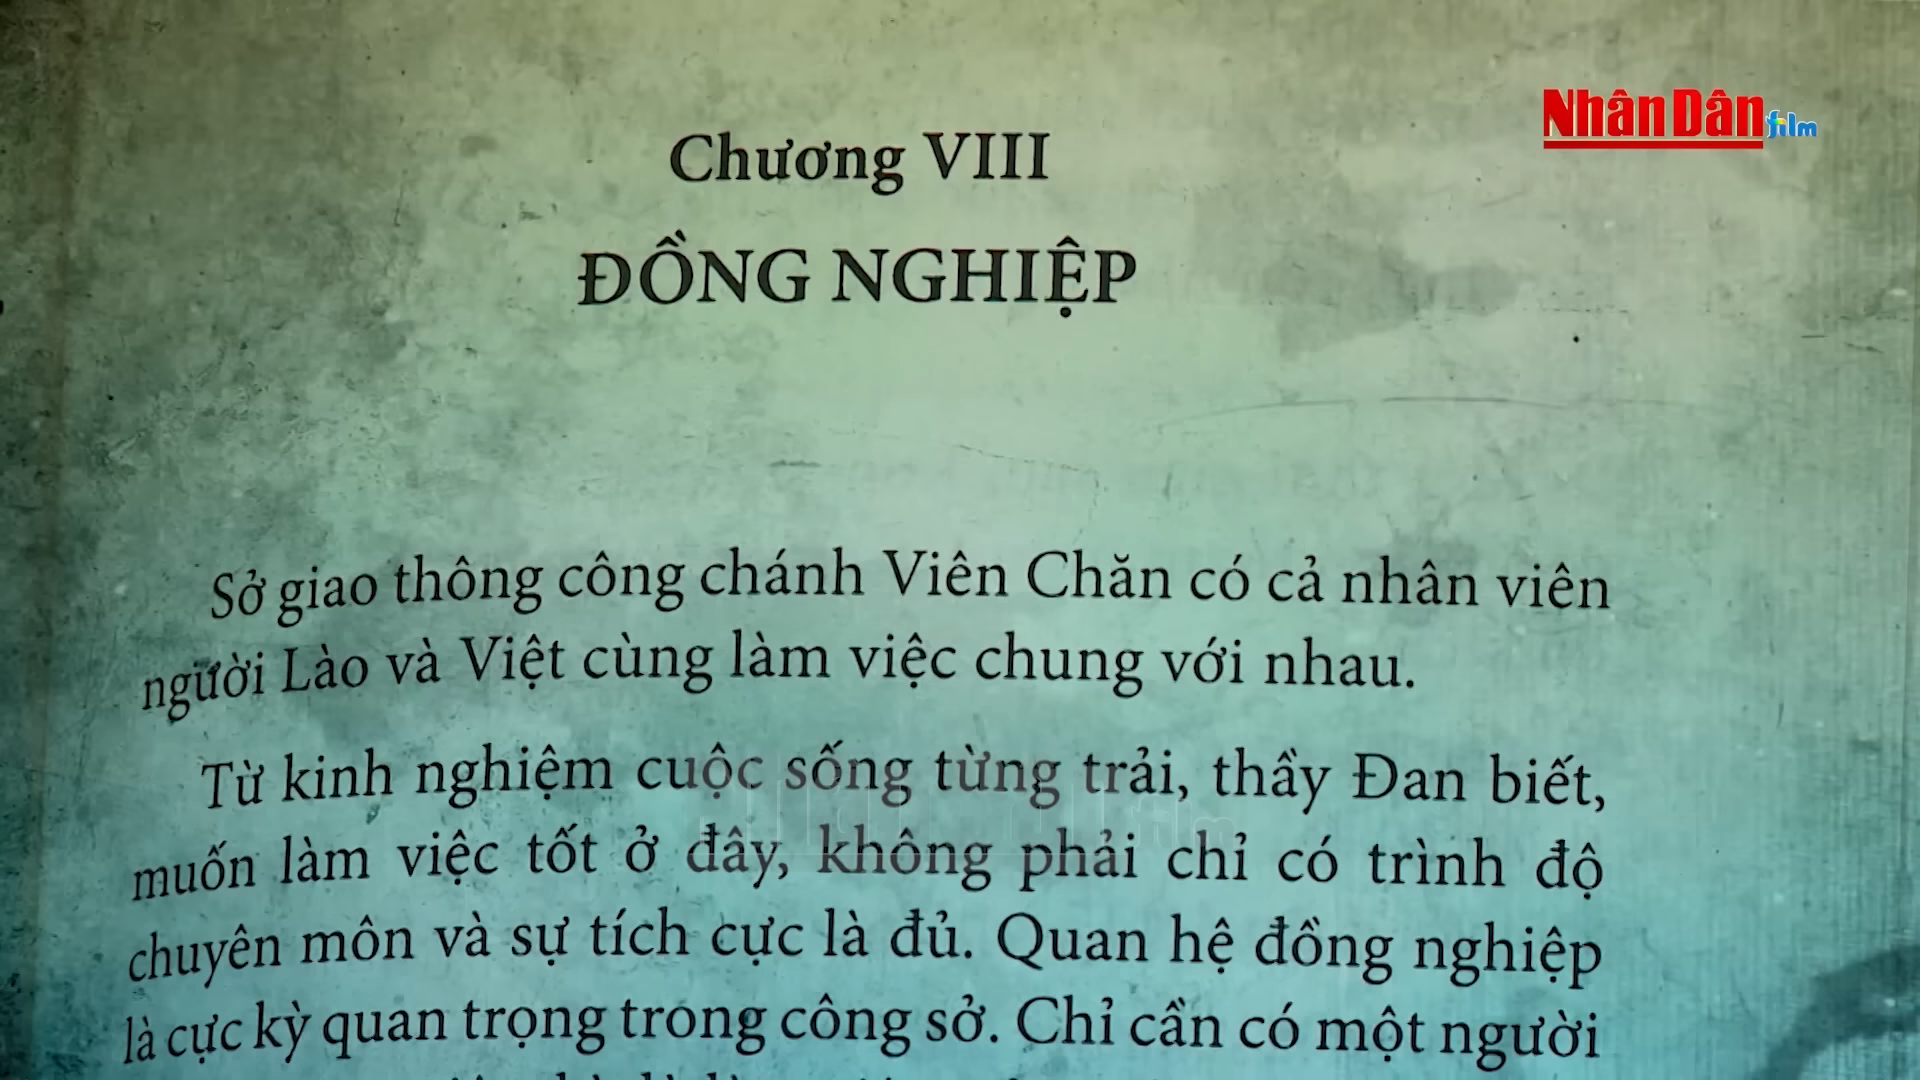 Nhân Dân film
Chương VIII
ĐỒNG NGHIỆP
Sở giao thông công chánh Viên Chăn có cả nhân viên
người Lào và Việt cùng làm việc chung với nhau.
Từ kinh nghiệm cuộc sống từng trải, thầy Đan biết,
muốn làm việc tốt ở đây, không phải chỉ có trình độ
chuyên môn và sự tích cực là đủ. Quan hệ đồng nghiệp
là cực kỳ quan trọng trong công sở. Chỉ cần có một người